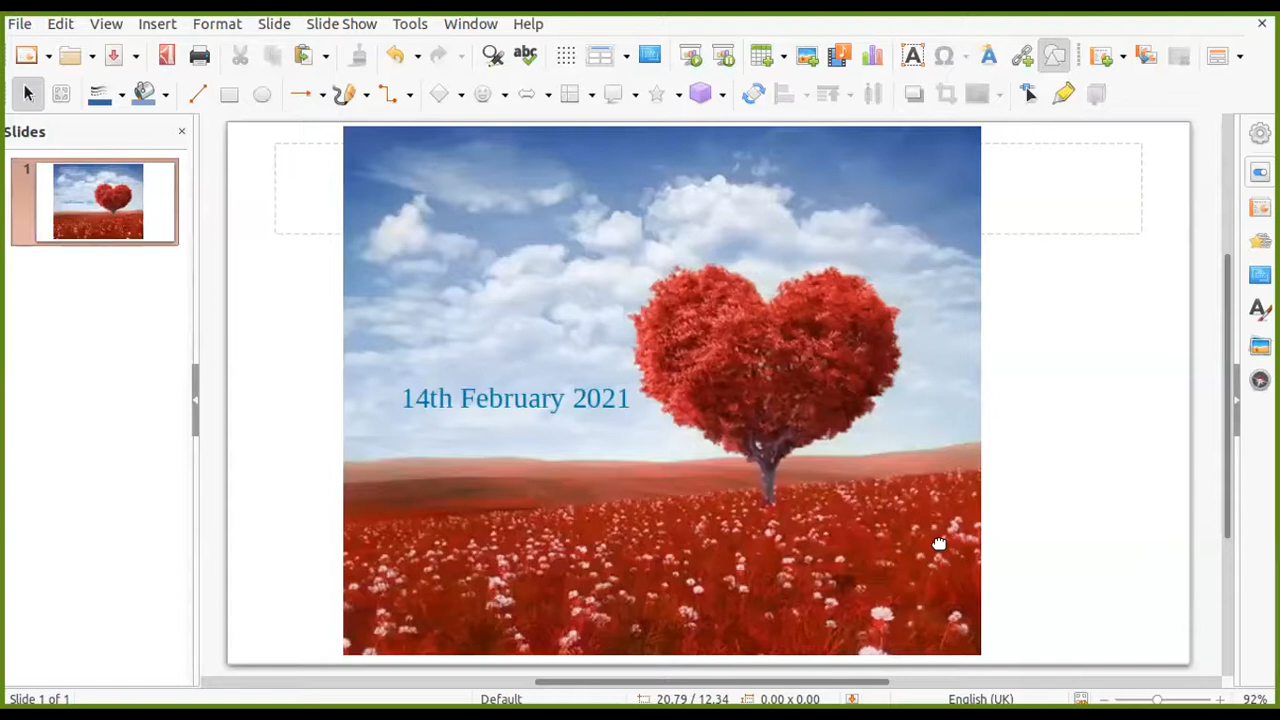 File Edit View Insert Format Slide Slide Show Tools Window Help
abc
Slides
1
14th February 2021
Slide 1 of 1 Default 20.79 / 12.34 0.00 x 0.00 English (UK) 92%